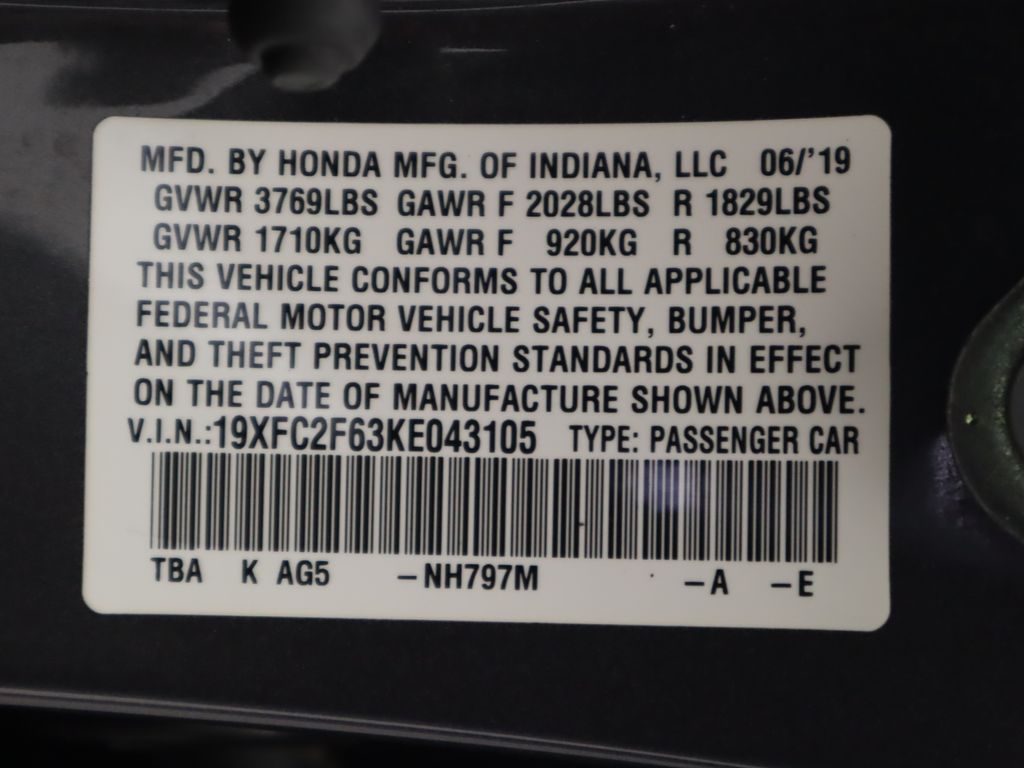 MFD. BY HONDA MFG. OF INDIANA, LLC 06/'19
GVWR 3769LBS GAWR F 2028LBS R 1829LBS
GVWR 1710KG GAWR F 920KG R 830KG
THIS VEHICLE CONFORMS TO ALL APPLICABLE
FEDERAL MOTOR VEHICLE SAFETY, BUMPER,
AND THEFT PREVENTION STANDARDS IN EFFECT
ON THE DATE OF MANUFACTURE SHOWN ABOVE.
V.I.N.:19XFC2F63KE043105 TYPE: PASSENGER CAR
TBA K AG5 –NH797M –A –E